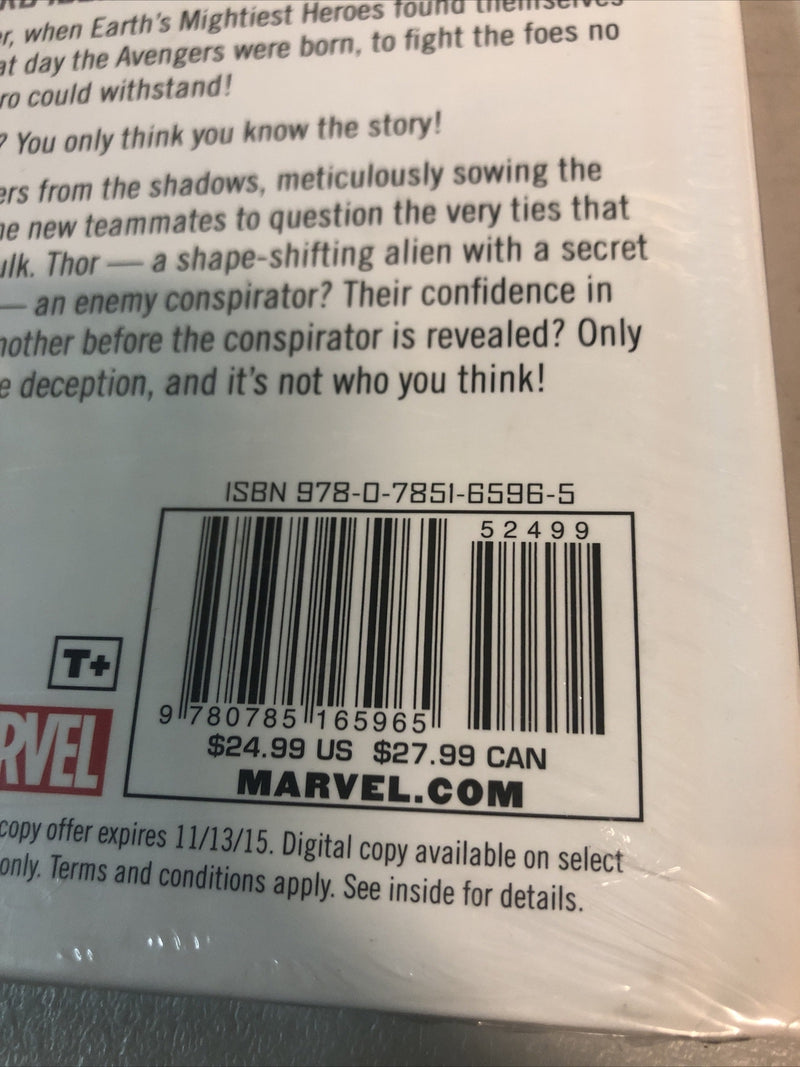 r, when Earth's Mightiest Heroes found themselves
at day the Avengers were born, to fight the foes no
ro could withstand!
? You only think you know the story!
ers from the shadows, meticulously sowing the
ne new teammates to question the very ties that
ulk. Thor — a shape-shifting alien with a secret
— an enemy conspirator? Their confidence in
nother before the conspirator is revealed? Only
e deception, and it's not who you think!
ISBN 978-0-7851-6596-5
52499
9 780785 165965
T+
$24.99 US $27.99 CAN
RVEL
MARVEL.COM
copy offer expires 11/13/15. Digital copy available on select
only. Terms and conditions apply. See inside for details.